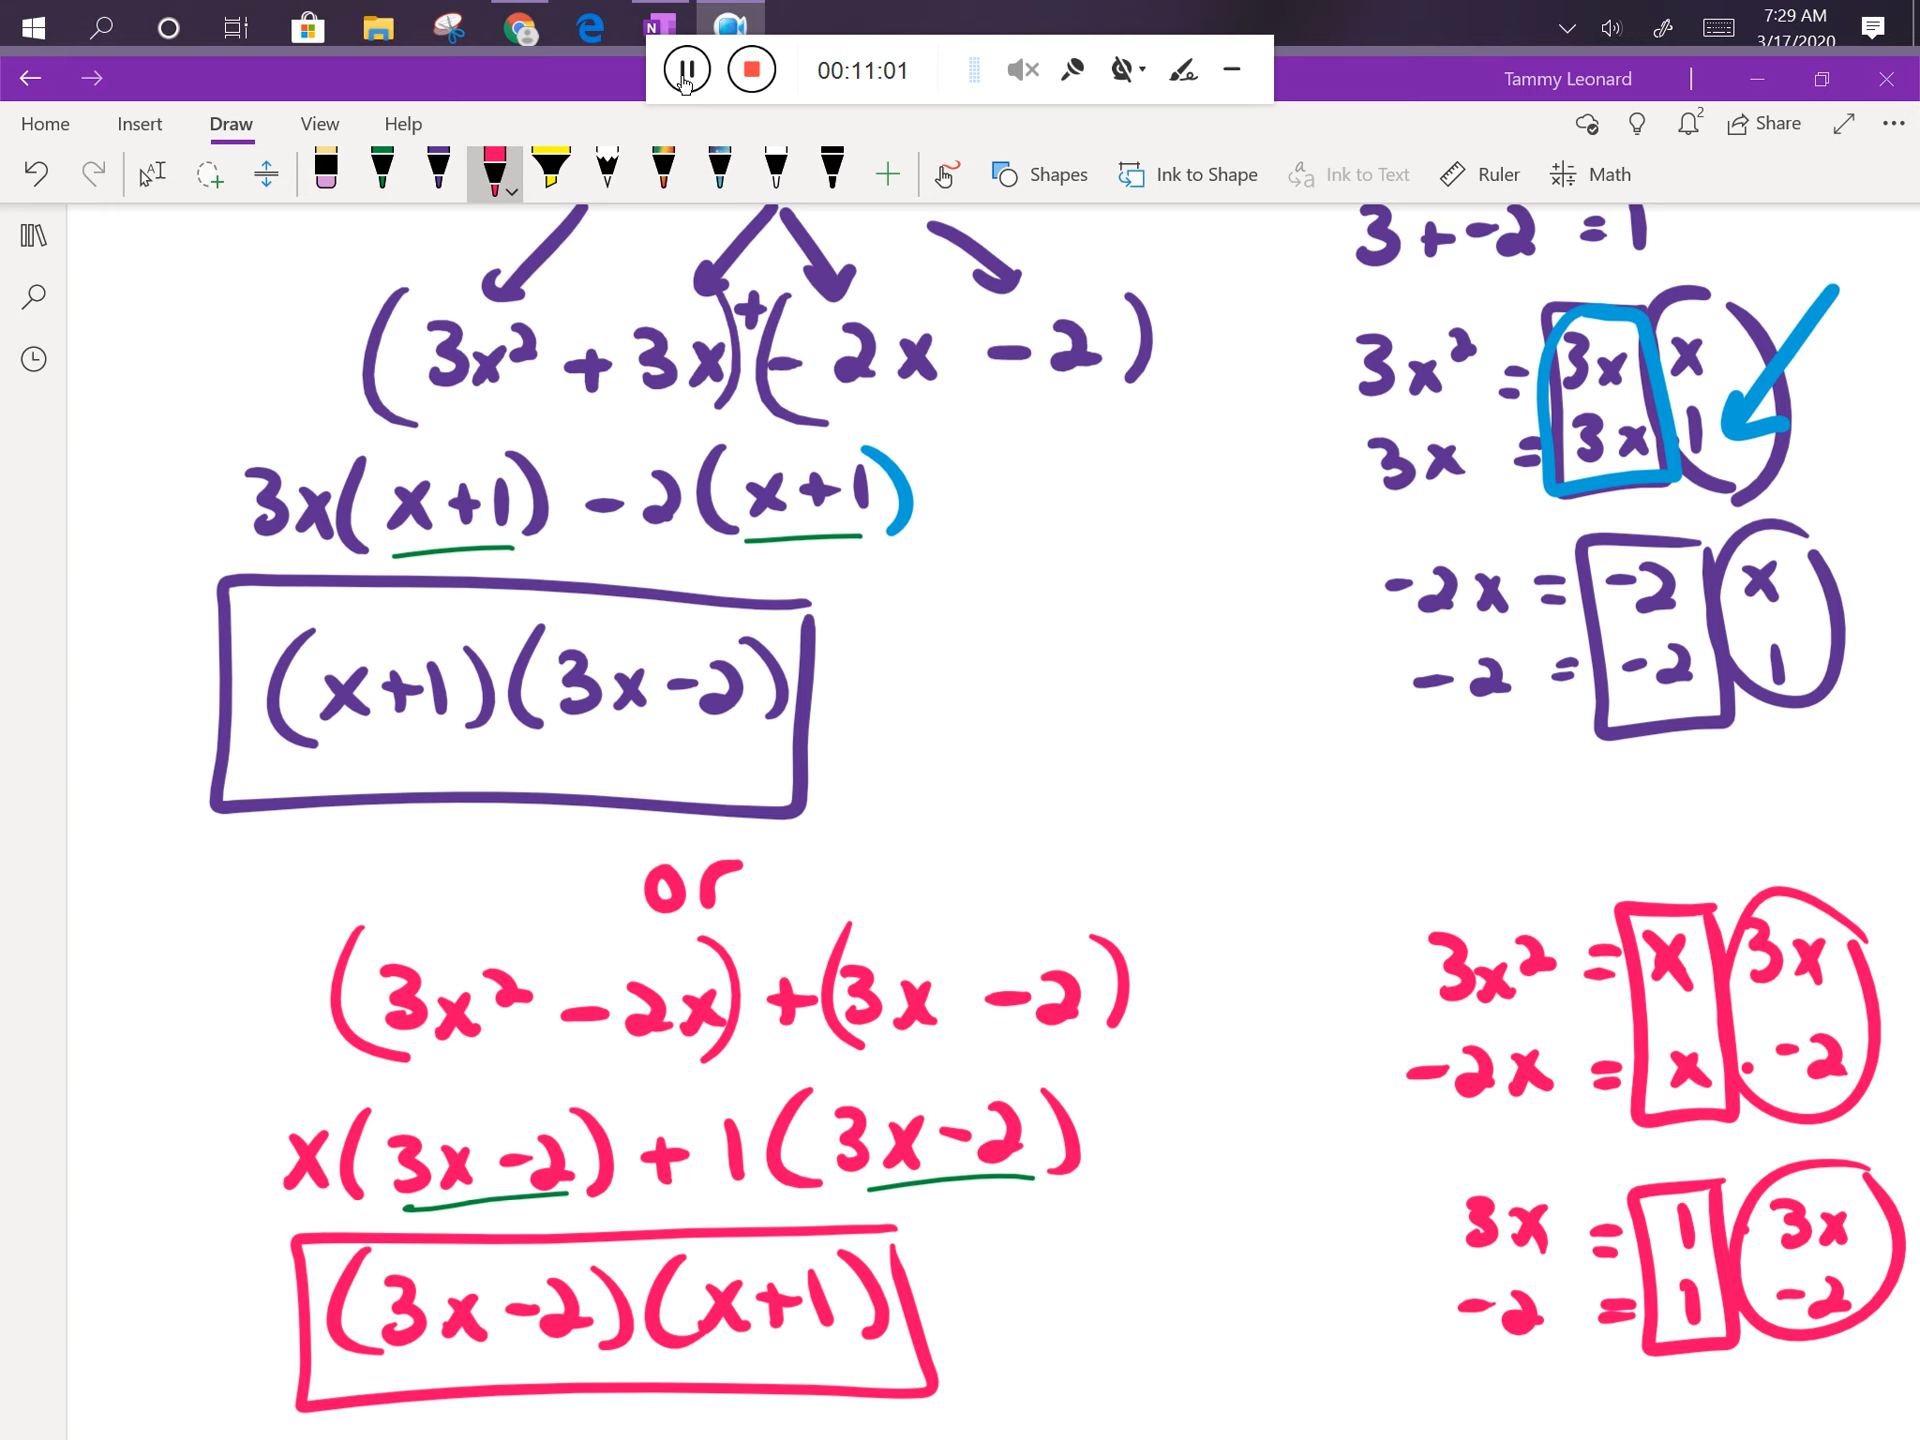 7:29 AM
3/17/2020
00:11:01
Tammy Leonard
Home Insert Draw View Help
2 Share
Shapes Ink to Shape Ink to Text Ruler Math
N
(3x² + 3x) + (- 2x - 2)
3x(x+1) - 2(x+1)
(x+1)(3x-2)
3 + -2 = 1
3x² = 3x x
3x = 3x · 1
-2x = -2 x
-2 = -2 1
or
(3x² - 2x) + (3x - 2)
x(3x-2) + 1(3x-2)
(3x-2)(x+1)
3x² = x 3x
-2x = x · -2
3x = 1 · 3x
-2 = 1 -2